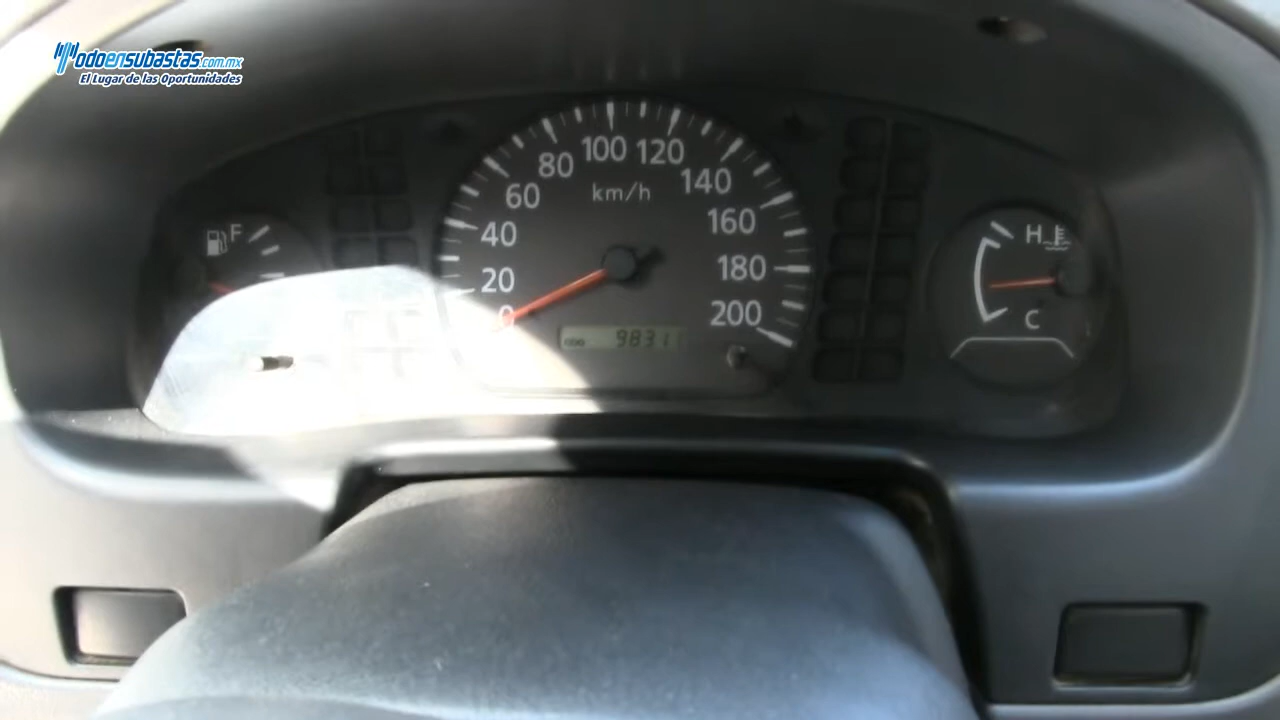 Todoensubastas.com.mx
El Lugar de las Oportunidades
F
0
20
40
60
80
100
120
140
160
180
200
km/h
ODO 9831
H
C